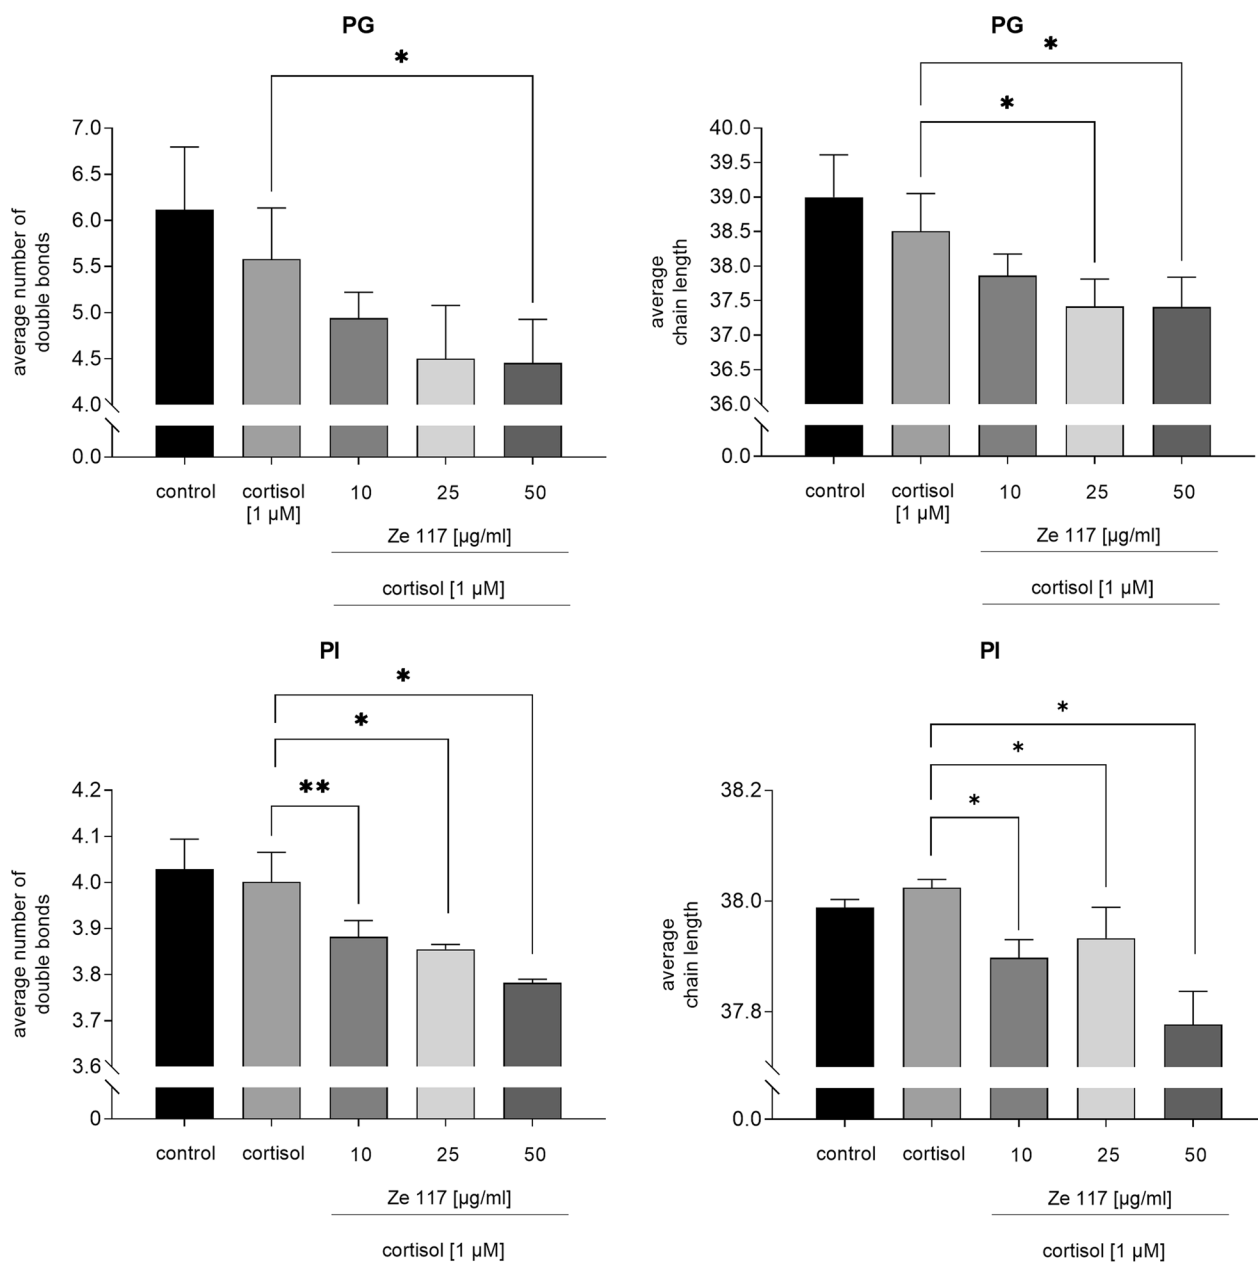 PG
*
7.0
6.5
6.0
5.5
5.0
4.5
4.0
0.0
average number of
double bonds
control
cortisol
[1 µM]
10
25
50
Ze 117 [µg/ml]
cortisol [1 µM]
PG
*
*
40.0
39.5
39.0
38.5
38.0
37.5
37.0
36.5
36.0
0.0
average
chain length
control
cortisol
[1 µM]
10
25
50
Ze 117 [µg/ml]
cortisol [1 µM]
PI
*
*
**
4.2
4.1
4.0
3.9
3.8
3.7
3.6
0
average number of
double bonds
control
cortisol
10
25
50
Ze 117 [µg/ml]
cortisol [1 µM]
PI
*
*
*
38.2
38.0
37.8
0.0
average
chain length
control
cortisol
10
25
50
Ze 117 [µg/ml]
cortisol [1 µM]